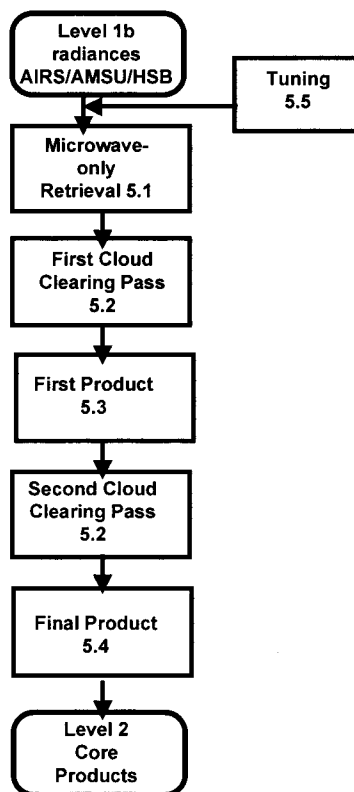 Level 1b
radiances
AIRS/AMSU/HSB
Tuning
5.5
Microwave-
only
Retrieval 5.1
First Cloud
Clearing Pass
5.2
First Product
5.3
Second Cloud
Clearing Pass
5.2
Final Product
5.4
Level 2
Core
Products